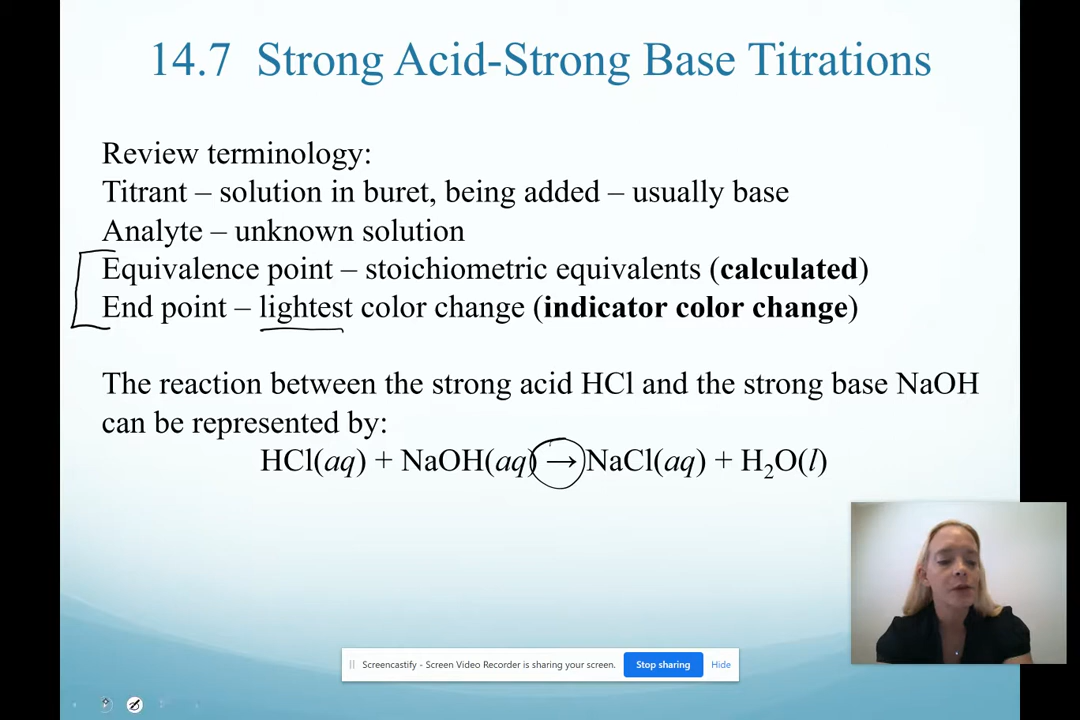 14.7 Strong Acid-Strong Base Titrations
Review terminology:
Titrant – solution in buret, being added – usually base
Analyte – unknown solution
Equivalence point – stoichiometric equivalents (calculated)
End point – lightest color change (indicator color change)
The reaction between the strong acid HCl and the strong base NaOH
can be represented by:
HCl(aq) + NaOH(aq) → NaCl(aq) + H₂O(l)
Screencastify - Screen Video Recorder is sharing your screen. Stop sharing Hide